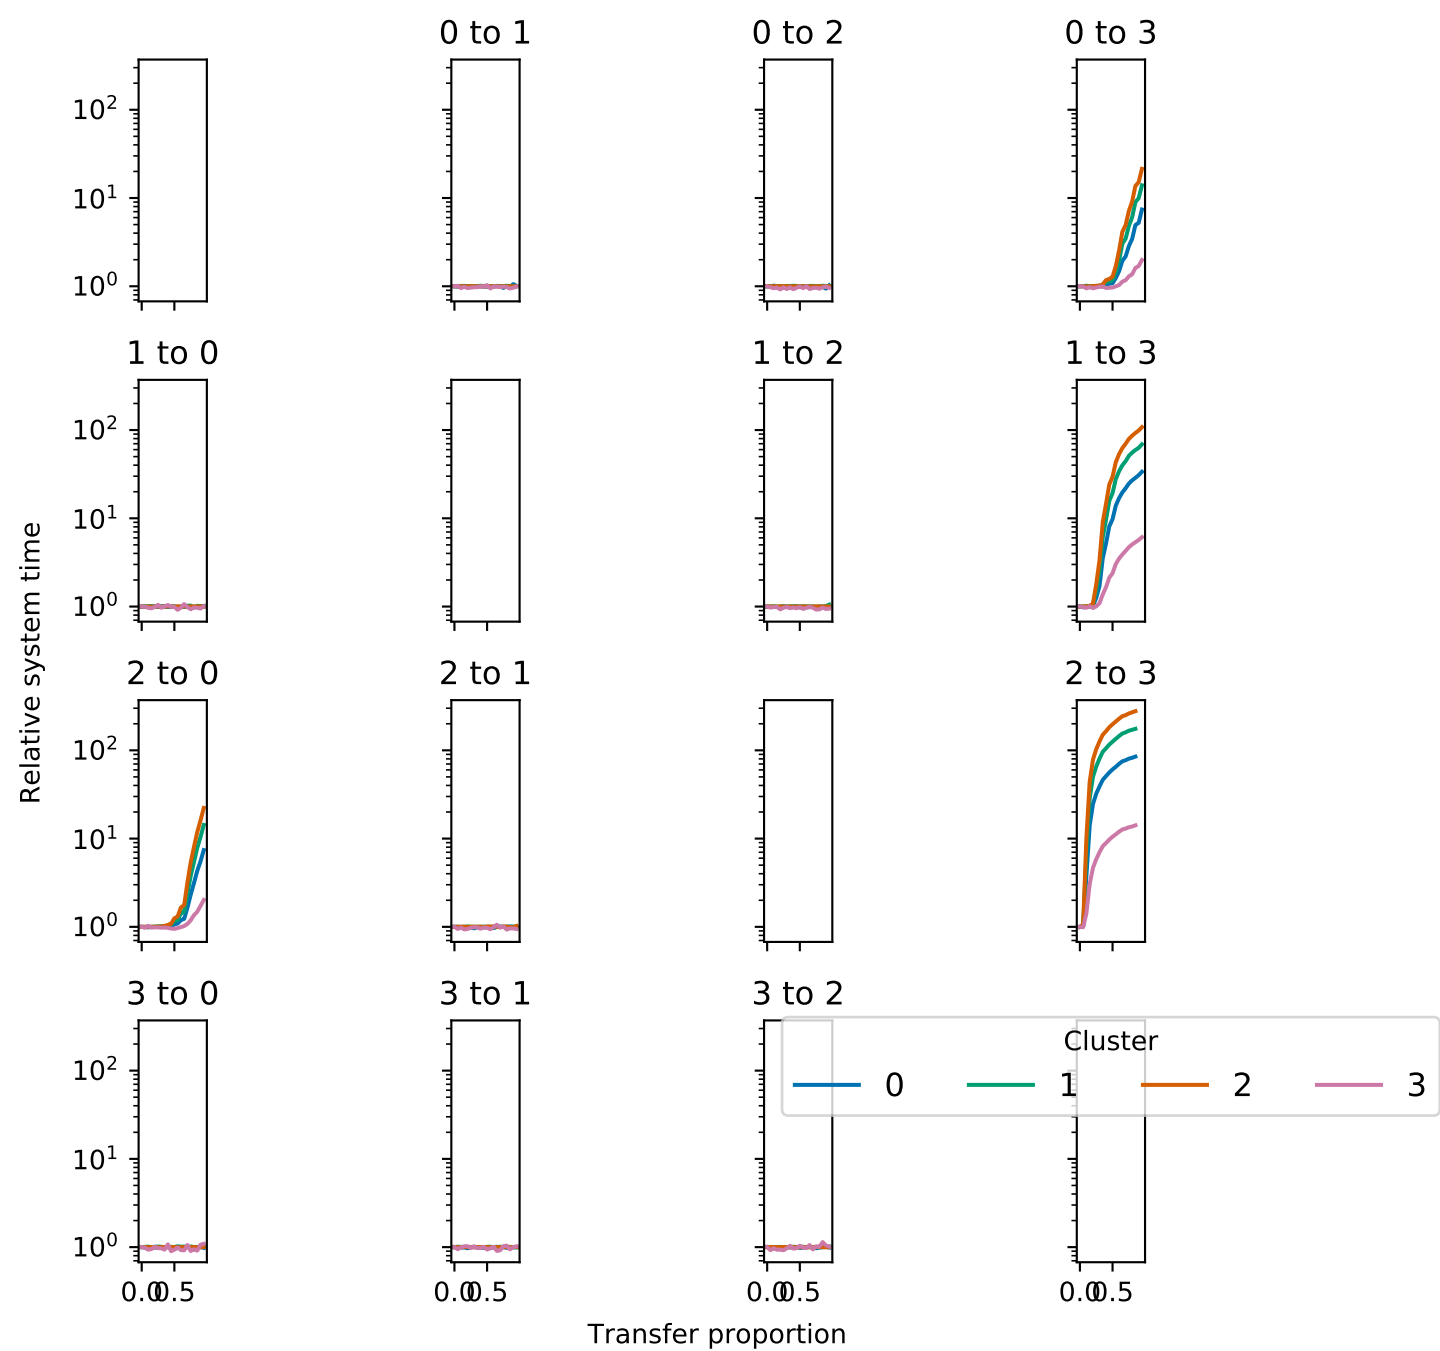 0 to 1
0 to 2
0 to 3
10²
10¹
10⁰
1 to 0
1 to 2
1 to 3
10²
10¹
10⁰
Relative system time
2 to 0
2 to 1
2 to 3
10²
10¹
10⁰
3 to 0
3 to 1
3 to 2
Cluster
0 1 2 3
10²
10¹
10⁰
0.0 0.5 0.0 0.5 0.0 0.5 0.0 0.5
Transfer proportion